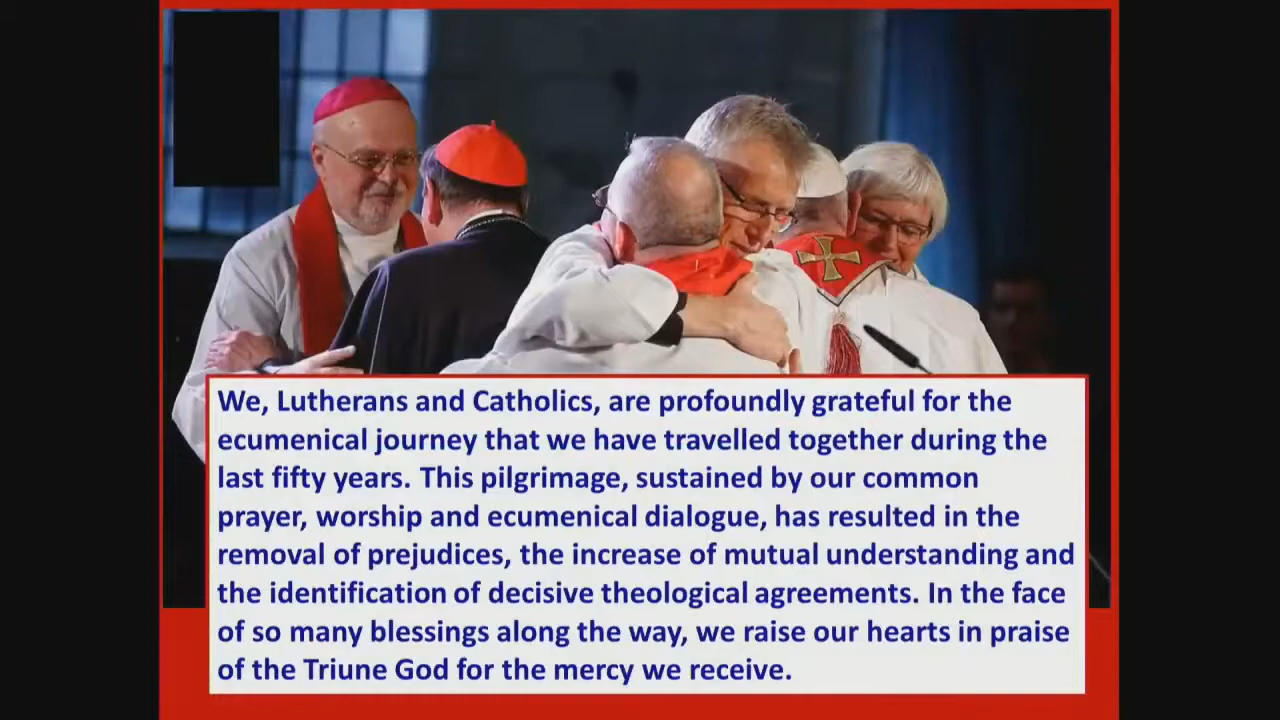 We, Lutherans and Catholics, are profoundly grateful for the
ecumenical journey that we have travelled together during the
last fifty years. This pilgrimage, sustained by our common
prayer, worship and ecumenical dialogue, has resulted in the
removal of prejudices, the increase of mutual understanding and
the identification of decisive theological agreements. In the face
of so many blessings along the way, we raise our hearts in praise
of the Triune God for the mercy we receive.